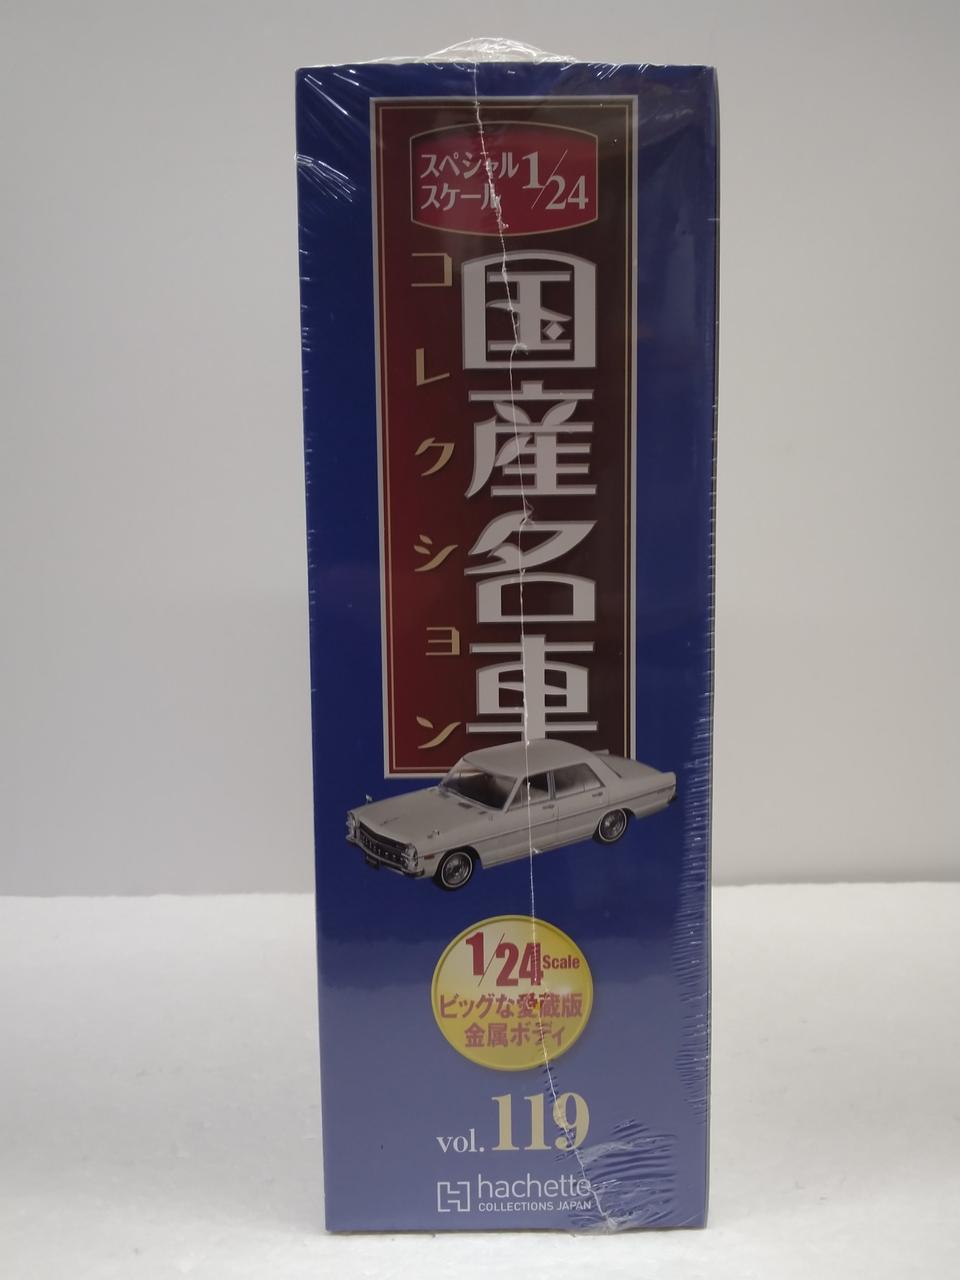 スペシャル
スケール
1/24
国産名車
コレクション
1/24 Scale
ビッグな愛蔵版
金属ボディ
vol.119
hachette
COLLECTIONS JAPAN